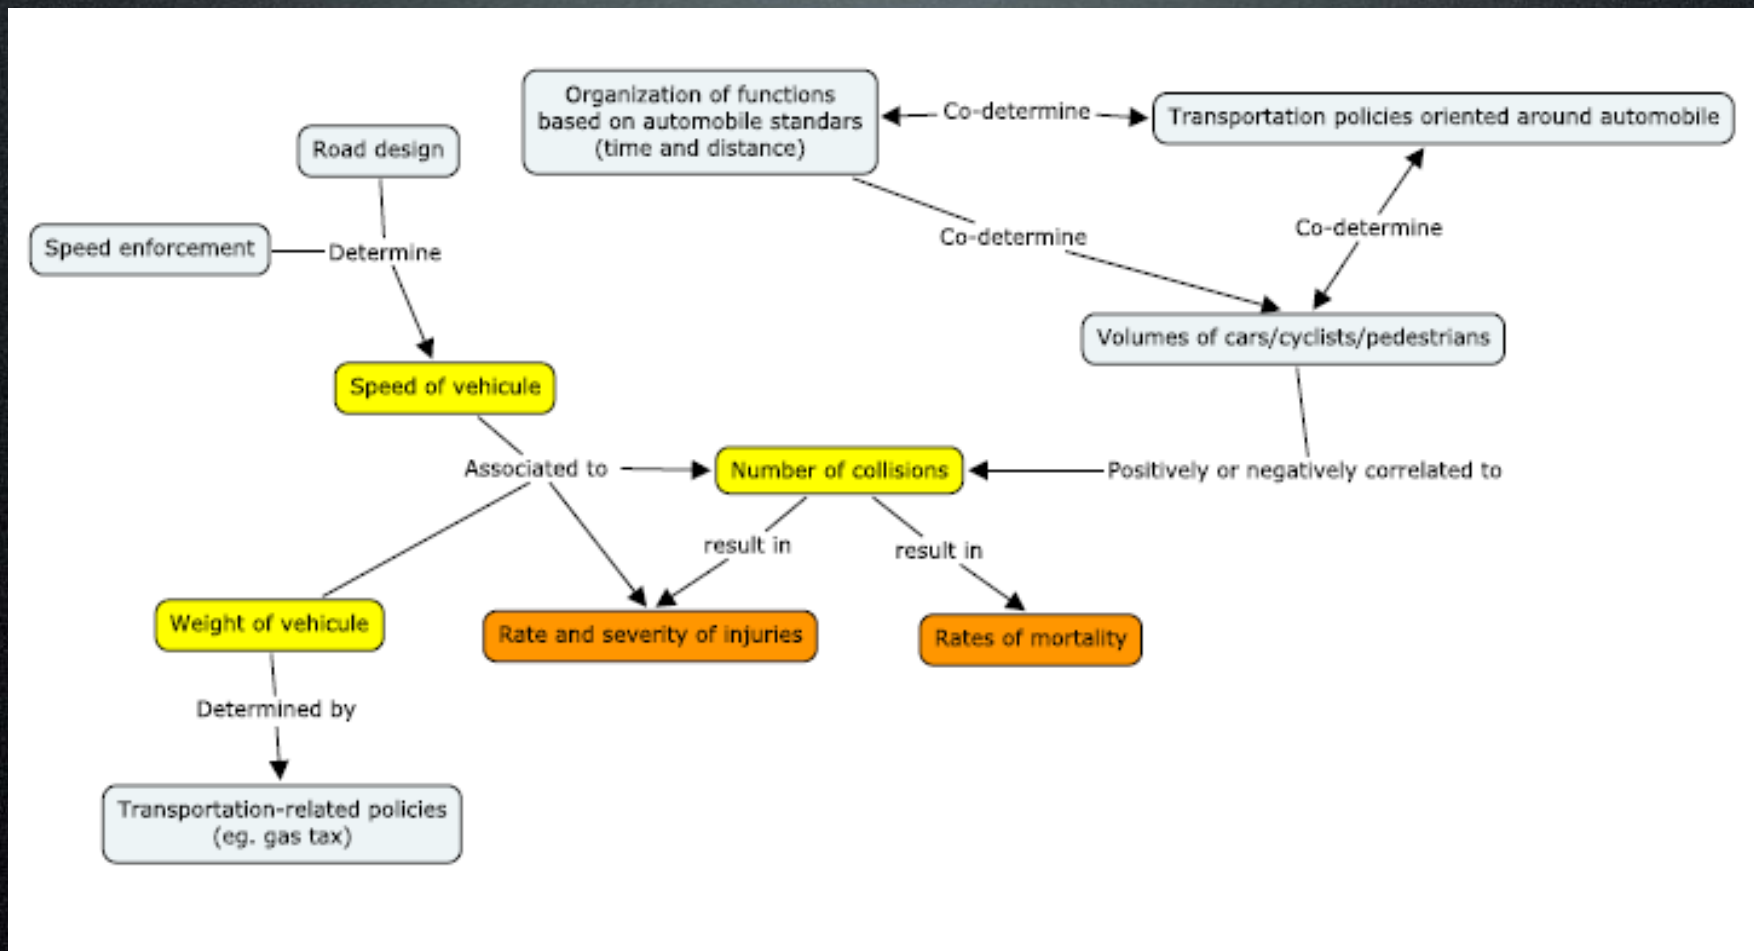 Organization of functions
based on automobile standars
(time and distance)
Co-determine
Transportation policies oriented around automobile
Road design
Speed enforcement
Determine
Co-determine
Co-determine
Volumes of cars/cyclists/pedestrians
Speed of vehicule
Associated to
Number of collisions
Positively or negatively correlated to
result in
result in
Weight of vehicule
Rate and severity of injuries
Rates of mortality
Determined by
Transportation-related policies
(eg. gas tax)